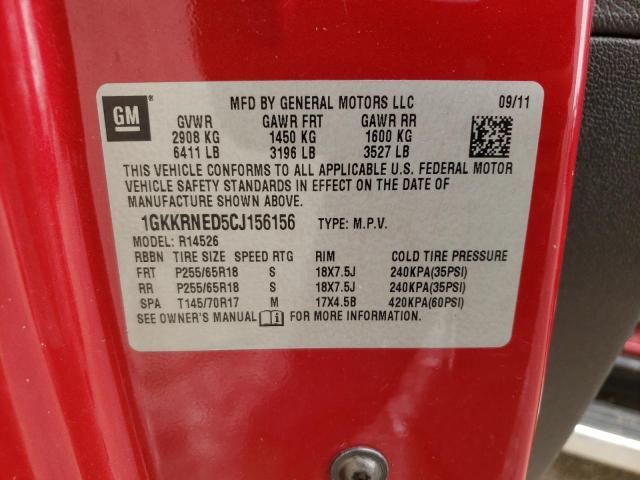 GM
MFD BY GENERAL MOTORS LLC 09/11
GVWR GAWR FRT GAWR RR
2908 KG 1450 KG 1600 KG
6411 LB 3196 LB 3527 LB
THIS VEHICLE CONFORMS TO ALL APPLICABLE U.S. FEDERAL MOTOR
VEHICLE SAFETY STANDARDS IN EFFECT ON THE DATE OF
MANUFACTURE SHOWN ABOVE.
1GKKRNED5CJ156156 TYPE: M.P.V.
MODEL: R14526
RBBN TIRE SIZE SPEED RTG RIM COLD TIRE PRESSURE
FRT P255/65R18 S 18X7.5J 240KPA(35PSI)
RR P255/65R18 S 18X7.5J 240KPA(35PSI)
SPA T145/70R17 M 17X4.5B 420KPA(60PSI)
SEE OWNER'S MANUAL FOR MORE INFORMATION.